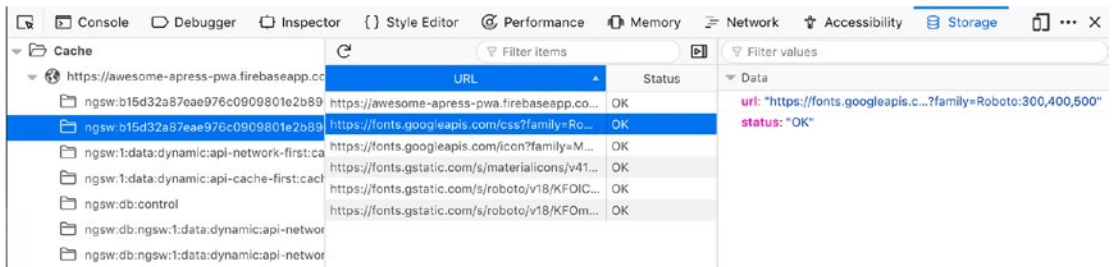 Console Debugger Inspector {} Style Editor Performance Memory Network Accessibility Storage
Cache
https://awesome-apress-pwa.firebaseapp.cc
ngsw:b15d32a87eae976c0909801e2b89
ngsw:b15d32a87eae976c0909801e2b89
ngsw:1:data:dynamic:api-network-first:ca
ngsw:1:data:dynamic:api-cache-first:cach
ngsw:db:control
ngsw:db:ngsw:1:data:dynamic:api-networ
ngsw:db:ngsw:1:data:dynamic:api-networ
Filter items
URL Status
https://awesome-apress-pwa.firebaseapp.co... OK
https://fonts.googleapis.com/css?family=Ro... OK
https://fonts.googleapis.com/icon?family=M... OK
https://fonts.gstatic.com/s/materialicons/v41... OK
https://fonts.gstatic.com/s/roboto/v18/KFOlC... OK
https://fonts.gstatic.com/s/roboto/v18/KFOm... OK
Filter values
Data
url: "https://fonts.googleapis.c...?family=Roboto:300,400,500"
status: "OK"